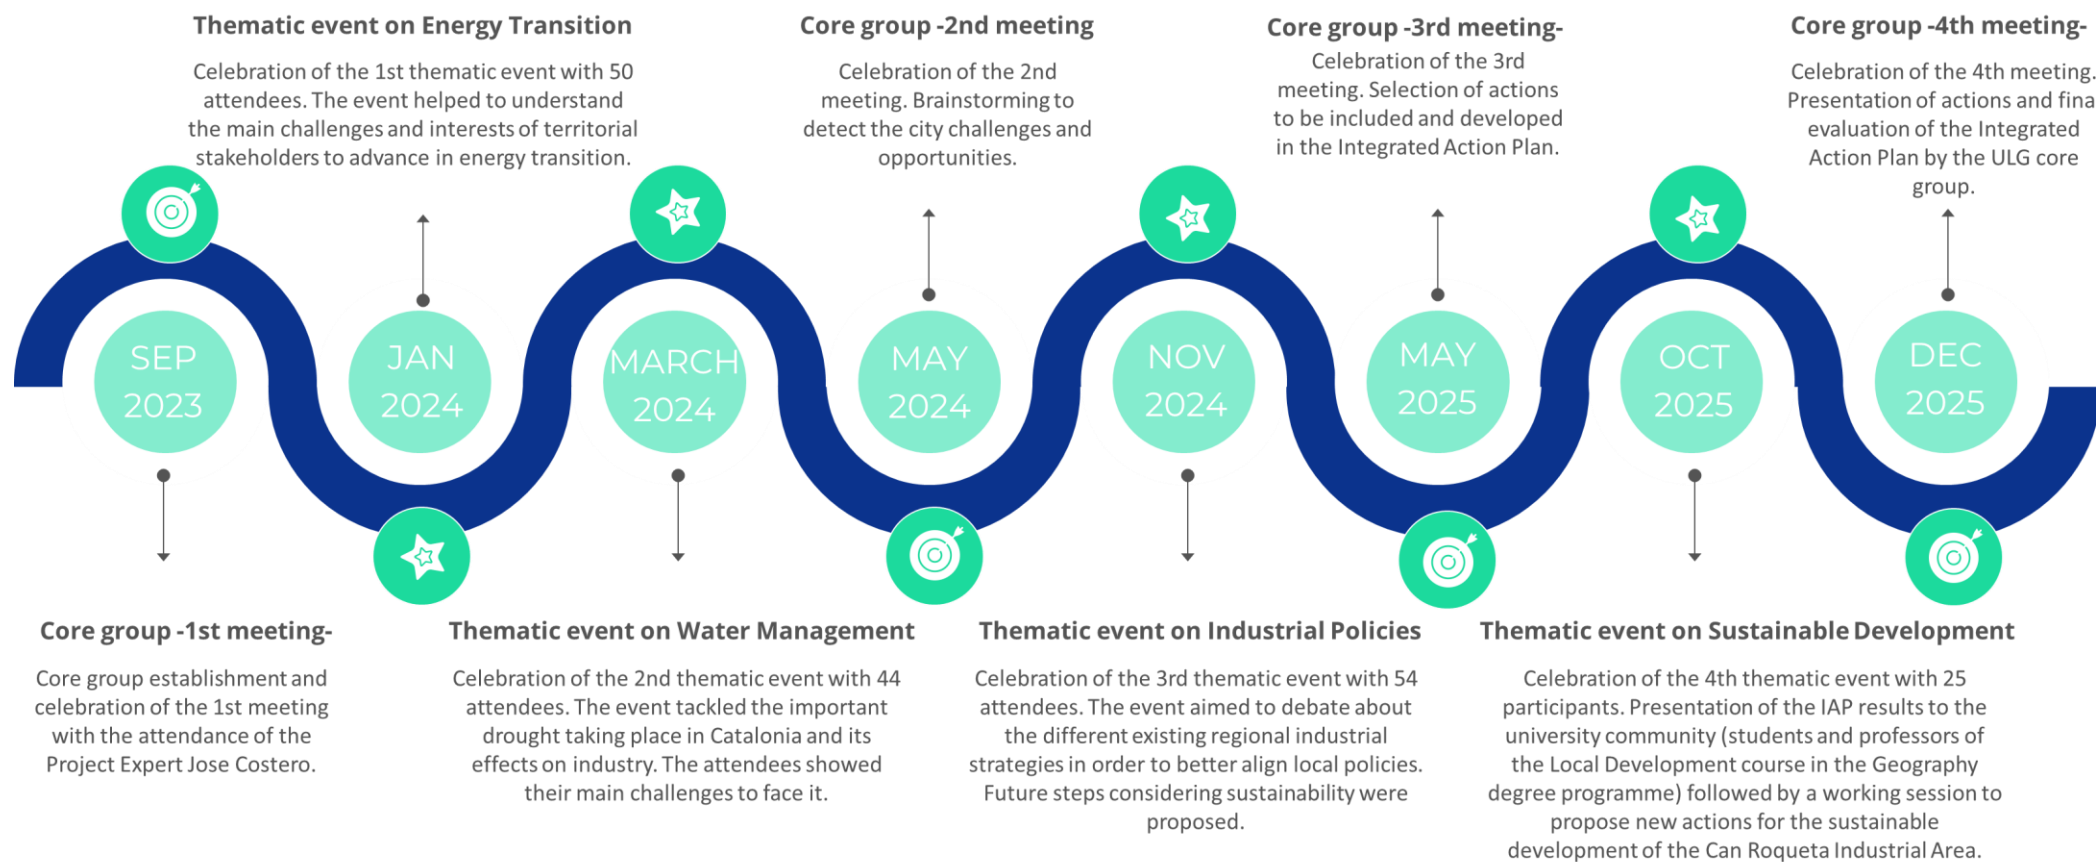 Thematic event on Energy Transition
Celebration of the 1st thematic event with 50
attendees. The event helped to understand
the main challenges and interests of territorial
stakeholders to advance in energy transition.
Core group -2nd meeting
Celebration of the 2nd
meeting. Brainstorming to
detect the city challenges and
opportunities.
Core group -3rd meeting-
Celebration of the 3rd
meeting. Selection of actions
to be included and developed
in the Integrated Action Plan.
Core group -4th meeting-
Celebration of the 4th meeting.
Presentation of actions and fina
evaluation of the Integrated
Action Plan by the ULG core
group.
SEP
2023
JAN
2024
MARCH
2024
MAY
2024
NOV
2024
MAY
2025
OCT
2025
DEC
2025
Core group -1st meeting-
Core group establishment and
celebration of the 1st meeting
with the attendance of the
Project Expert Jose Costero.
Thematic event on Water Management
Celebration of the 2nd thematic event with 44
attendees. The event tackled the important
drought taking place in Catalonia and its
effects on industry. The attendees showed
their main challenges to face it.
Thematic event on Industrial Policies
Celebration of the 3rd thematic event with 54
attendees. The event aimed to debate about
the different existing regional industrial
strategies in order to better align local policies.
Future steps considering sustainability were
proposed.
Thematic event on Sustainable Development
Celebration of the 4th thematic event with 25
participants. Presentation of the IAP results to the
university community (students and professors of
the Local Development course in the Geography
degree programme) followed by a working session to
propose new actions for the sustainable
development of the Can Roqueta Industrial Area.